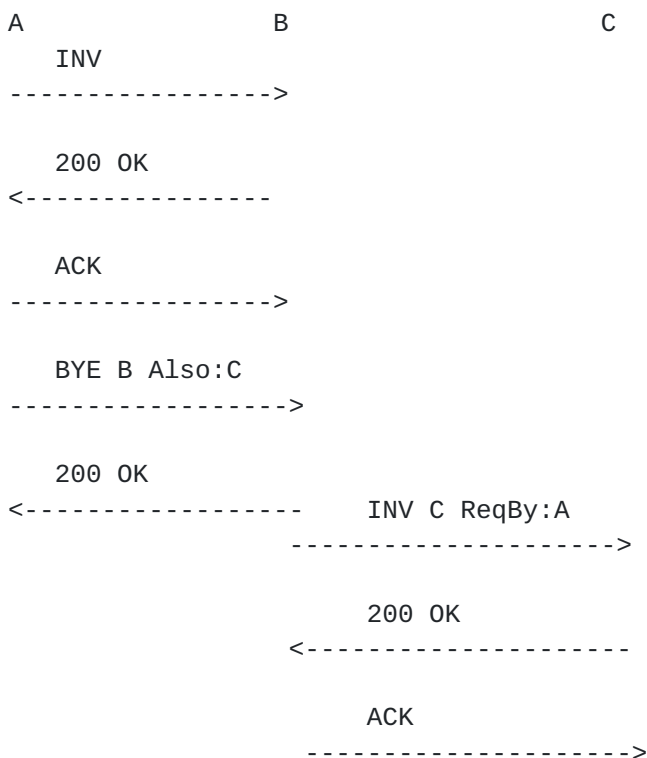 A                B                    C
   INV
----------------->

   200 OK
<----------------

   ACK
----------------->

   BYE B Also:C
------------------>

   200 OK
<------------------    INV C ReqBy:A
                  --------------------->

                       200 OK
                  <---------------------

                       ACK
                   --------------------->